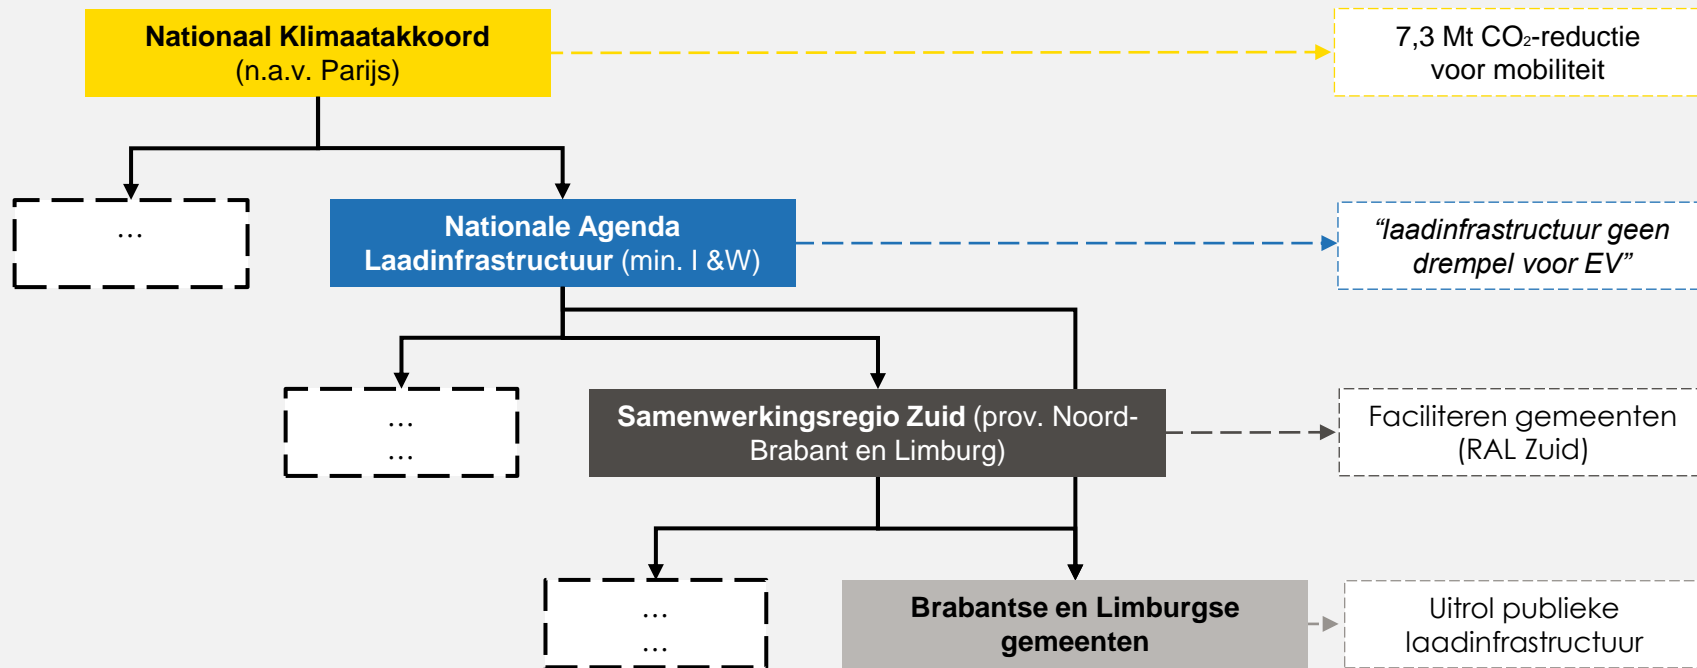 Nationaal Klimaatakkoord
(n.a.v. Parijs)
7,3 Mt CO₂-reductie
voor mobiliteit
…
Nationale Agenda
Laadinfrastructuur (min. I &W)
“laadinfrastructuur geen
drempel voor EV”
…
…
Samenwerkingsregio Zuid (prov. Noord-
Brabant en Limburg)
Faciliteren gemeenten
(RAL Zuid)
…
…
Brabantse en Limburgse
gemeenten
Uitrol publieke
laadinfrastructuur